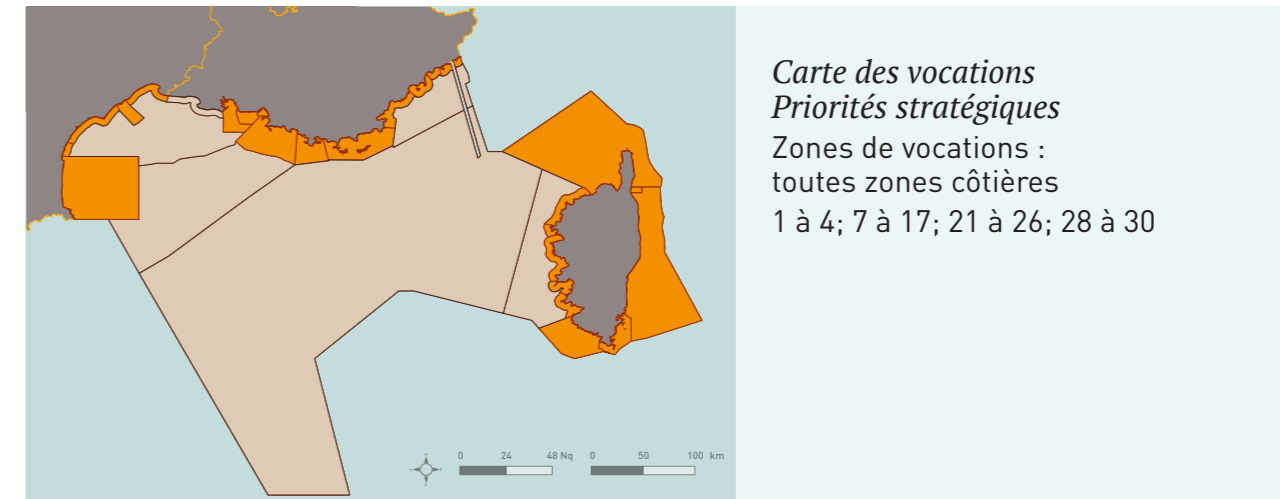 Carte des vocations
Priorités stratégiques
Zones de vocations :
toutes zones côtières
1 à 4; 7 à 17; 21 à 26; 28 à 30
0 24 48 Nq 0 50 100 km